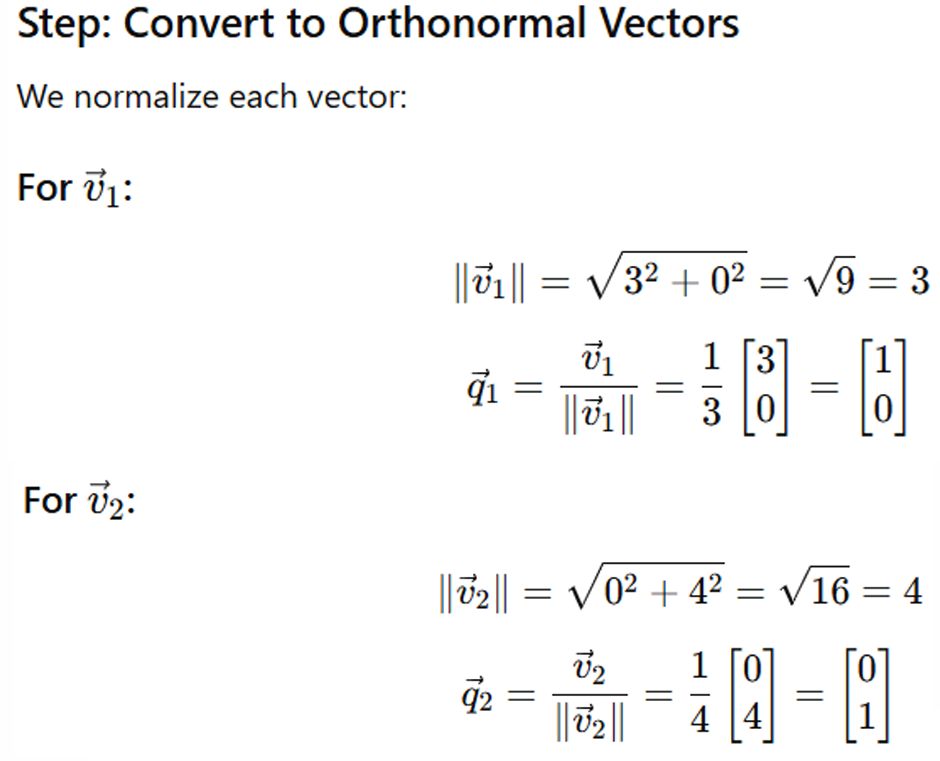 Step: Convert to Orthonormal Vectors
We normalize each vector:
For $\vec{v}_1$:
$\|\vec{v}_1\| = \sqrt{3^2 + 0^2} = \sqrt{9} = 3$
$\vec{q}_1 = \frac{\vec{v}_1}{\|\vec{v}_1\|} = \frac{1}{3} \begin{bmatrix} 3 \\ 0 \end{bmatrix} = \begin{bmatrix} 1 \\ 0 \end{bmatrix}$
For $\vec{v}_2$:
$\|\vec{v}_2\| = \sqrt{0^2 + 4^2} = \sqrt{16} = 4$
$\vec{q}_2 = \frac{\vec{v}_2}{\|\vec{v}_2\|} = \frac{1}{4} \begin{bmatrix} 0 \\ 4 \end{bmatrix} = \begin{bmatrix} 0 \\ 1 \end{bmatrix}$